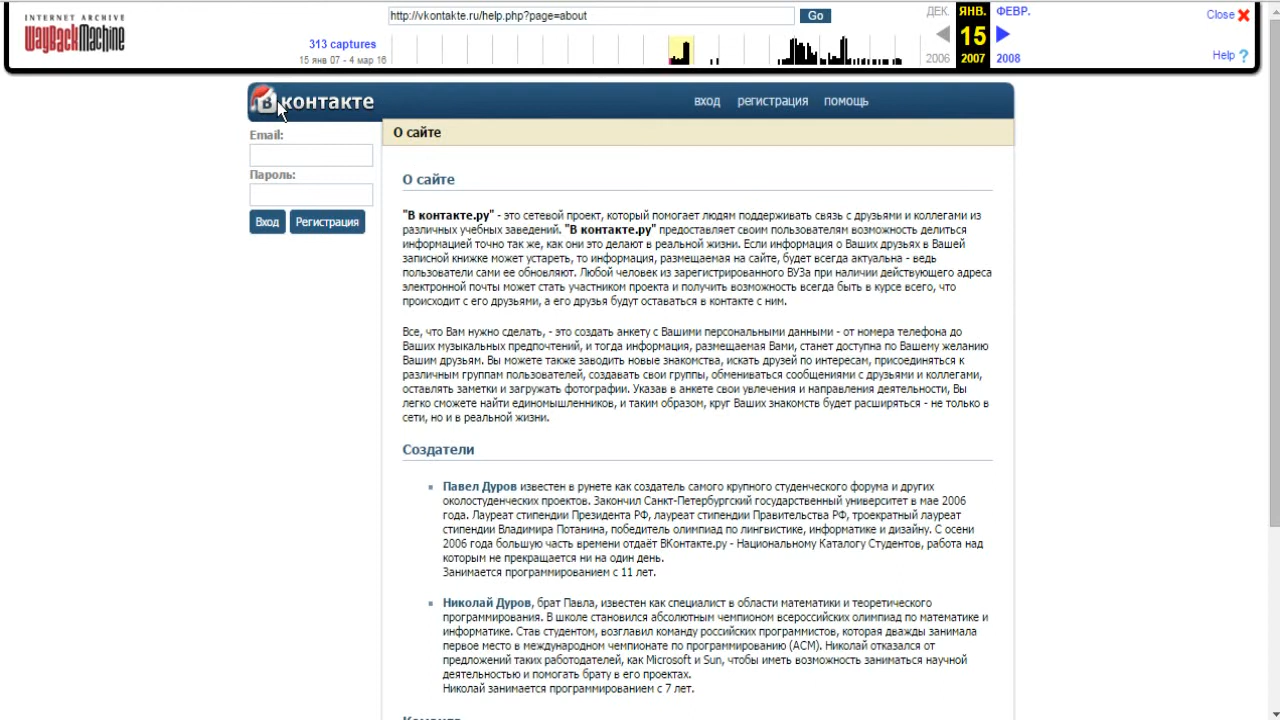 INTERNET ARCHIVE
WayBackMachine
http://vkontakte.ru/help.php?page=about
Go
313 captures
15 янв 07 - 4 мар 16
ДЕК.
ЯНВ.
ФЕВР.
15
2006
2007
2008
Close
Help ?
В контакте
вход
регистрация
помощь
Email:
Пароль:
Вход
Регистрация
О сайте
О сайте
"В контакте.ру" - это сетевой проект, который помогает людям поддерживать связь с друзьями и коллегами из
различных учебных заведений. "В контакте.ру" предоставляет своим пользователям возможность делиться
информацией точно так же, как они это делают в реальной жизни. Если информация о Ваших друзьях в Вашей
записной книжке может устареть, то информация, размещаемая на сайте, будет всегда актуальна - ведь
пользователи сами ее обновляют. Любой человек из зарегистрированного ВУЗа при наличии действующего адреса
электронной почты может стать участником проекта и получить возможность всегда быть в курсе всего, что
происходит с его друзьями, а его друзья будут оставаться в контакте с ним.
Все, что Вам нужно сделать, - это создать анкету с Вашими персональными данными - от номера телефона до
Ваших музыкальных предпочтений, и тогда информация, размещаемая Вами, станет доступна по Вашему желанию
Вашим друзьям. Вы можете также заводить новые знакомства, искать друзей по интересам, присоединяться к
различным группам пользователей, создавать свои группы, обмениваться сообщениями с друзьями и коллегами,
оставлять заметки и загружать фотографии. Указав в анкете свои увлечения и направления деятельности, Вы
легко сможете найти единомышленников, и таким образом, круг Ваших знакомств будет расширяться - не только в
сети, но и в реальной жизни.
Создатели
Павел Дуров известен в рунете как создатель самого крупного студенческого форума и других
околостуденческих проектов. Закончил Санкт-Петербургский государственный университет в мае 2006
года. Лауреат стипендии Президента РФ, лауреат стипендии Правительства РФ, троекратный лауреат
стипендии Владимира Потанина, победитель олимпиад по лингвистике, информатике и дизайну. С осени
2006 года большую часть времени отдаёт ВКонтакте.ру - Национальному Каталогу Студентов, работа над
которым не прекращается ни на один день.
Занимается программированием с 11 лет.
Николай Дуров, брат Павла, известен как специалист в области математики и теоретического
программирования. В школе становился абсолютным чемпионом всероссийских олимпиад по математике и
информатике. Став студентом, возглавил команду российских программистов, которая дважды занимала
первое место в международном чемпионате по программированию (ACM). Николай отказался от
предложений таких работодателей, как Microsoft и Sun, чтобы иметь возможность заниматься научной
деятельностью и помогать брату в его проектах.
Николай занимается программированием с 7 лет.